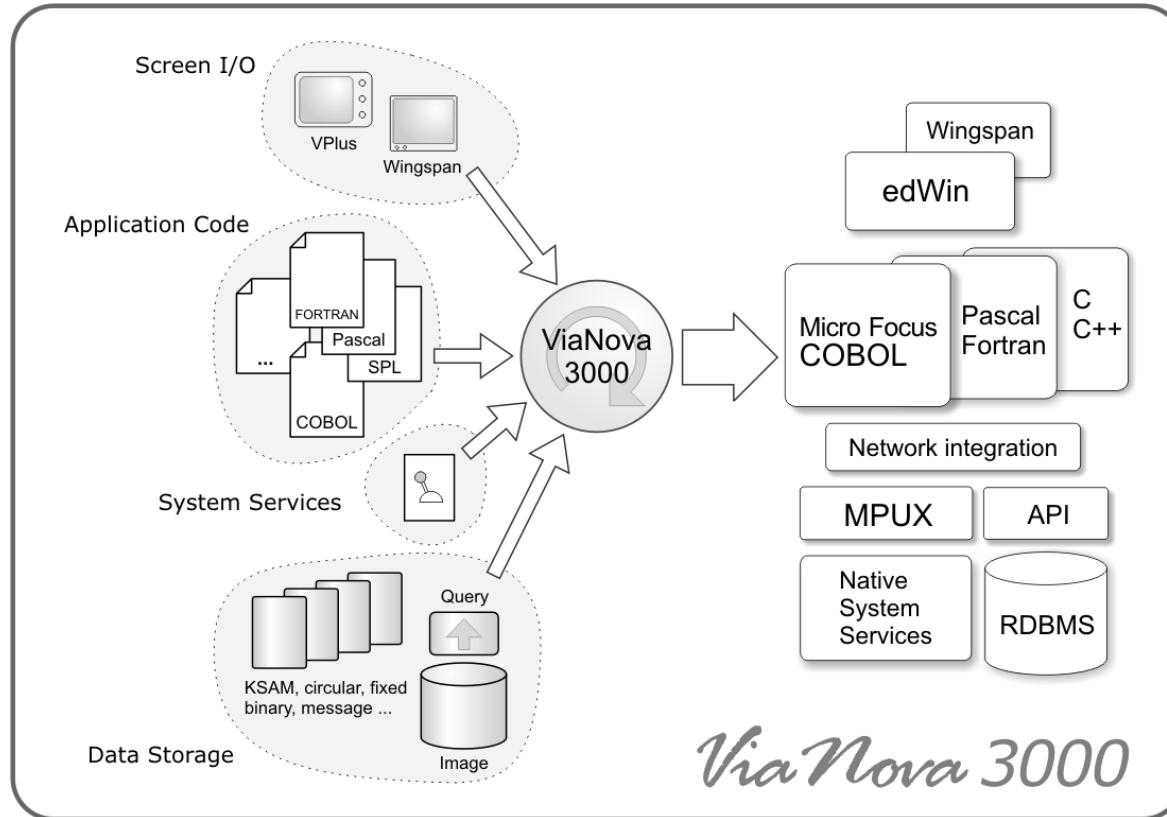 Screen I/O
VPlus
Wingspan
Application Code
FORTRAN
Pascal
...
SPL
COBOL
System Services
Query
KSAM, circular, fixed
binary, message ...
Image
Data Storage
ViaNova
3000
Wingspan
edWin
Micro Focus
COBOL
Pascal
Fortran
C
C++
Network integration
MPUX
API
Native
System
Services
RDBMS
ViaNova 3000